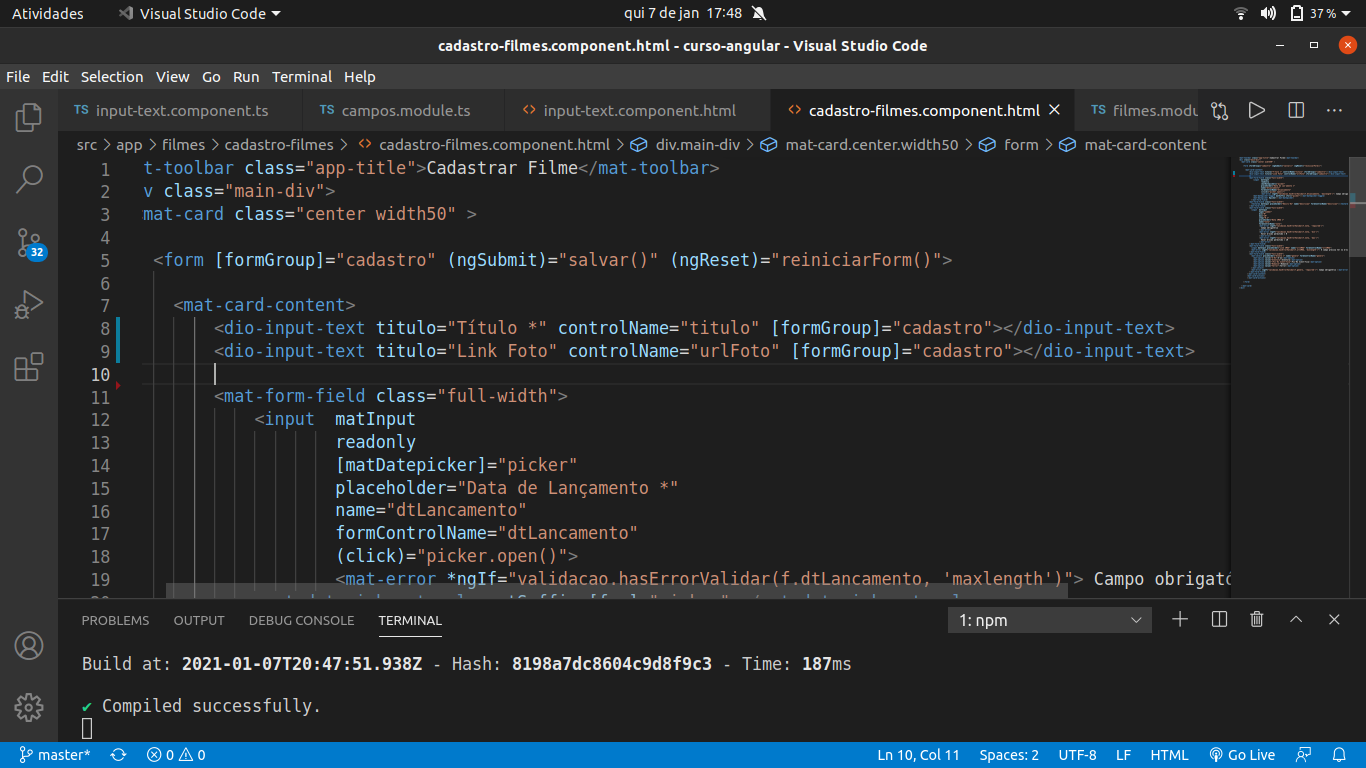 Atividades Visual Studio Code qui 7 de jan 17:48 37 %
cadastro-filmes.component.html - curso-angular - Visual Studio Code
File Edit Selection View Go Run Terminal Help
TS input-text.component.ts TS campos.module.ts <> input-text.component.html <> cadastro-filmes.component.html TS filmes.modu
src > app > filmes > cadastro-filmes > <> cadastro-filmes.component.html > div.main-div > mat-card.center.width50 > form > mat-card-content
1 t-toolbar class="app-title">Cadastrar Filme</mat-toolbar>
2 v class="main-div">
3 mat-card class="center width50" >
4
5 <form [formGroup]="cadastro" (ngSubmit)="salvar()" (ngReset)="reiniciarForm()">
6
7 <mat-card-content>
8 <dio-input-text titulo="Título *" controlName="titulo" [formGroup]="cadastro"></dio-input-text>
9 <dio-input-text titulo="Link Foto" controlName="urlFoto" [formGroup]="cadastro"></dio-input-text>
10
11 <mat-form-field class="full-width">
12 <input matInput
13 readonly
14 [matDatepicker]="picker"
15 placeholder="Data de Lançamento *"
16 name="dtLancamento"
17 formControlName="dtLancamento"
18 (click)="picker.open()">
19 <mat-error *ngIf="validacao.hasErrorValidar(f.dtLancamento, 'maxlength')"> Campo obrigató
32
PROBLEMS OUTPUT DEBUG CONSOLE TERMINAL 1: npm
Build at: 2021-01-07T20:47:51.938Z - Hash: 8198a7dc8604c9d8f9c3 - Time: 187ms
✔ Compiled successfully.
master* 0 0 Ln 10, Col 11 Spaces: 2 UTF-8 LF HTML Go Live